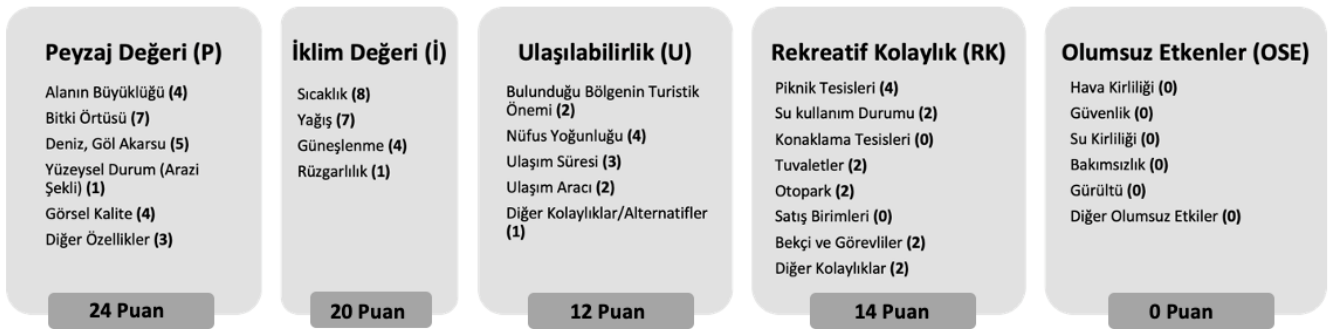 Peyzaj Değeri (P)
Alanın Büyüklüğü (4)
Bitki Örtüsü (7)
Deniz, Göl Akarsu (5)
Yüzeysel Durum (Arazi
Şekli) (1)
Görsel Kalite (4)
Diğer Özellikler (3)
24 Puan
İklim Değeri (İ)
Sıcaklık (8)
Yağış (7)
Güneşlenme (4)
Rüzgarlılık (1)
20 Puan
Ulaşılabilirlik (U)
Bulunduğu Bölgenin Turistik
Önemi (2)
Nüfus Yoğunluğu (4)
Ulaşım Süresi (3)
Ulaşım Aracı (2)
Diğer Kolaylıklar/Alternatifler
(1)
12 Puan
Rekreatif Kolaylık (RK)
Piknik Tesisleri (4)
Su kullanım Durumu (2)
Konaklama Tesisleri (0)
Tuvaletler (2)
Otopark (2)
Satış Birimleri (0)
Bekçi ve Görevliler (2)
Diğer Kolaylıklar (2)
14 Puan
Olumsuz Etkenler (OSE)
Hava Kirliliği (0)
Güvenlik (0)
Su Kirliliği (0)
Bakımsızlık (0)
Gürültü (0)
Diğer Olumsuz Etkiler (0)
0 Puan